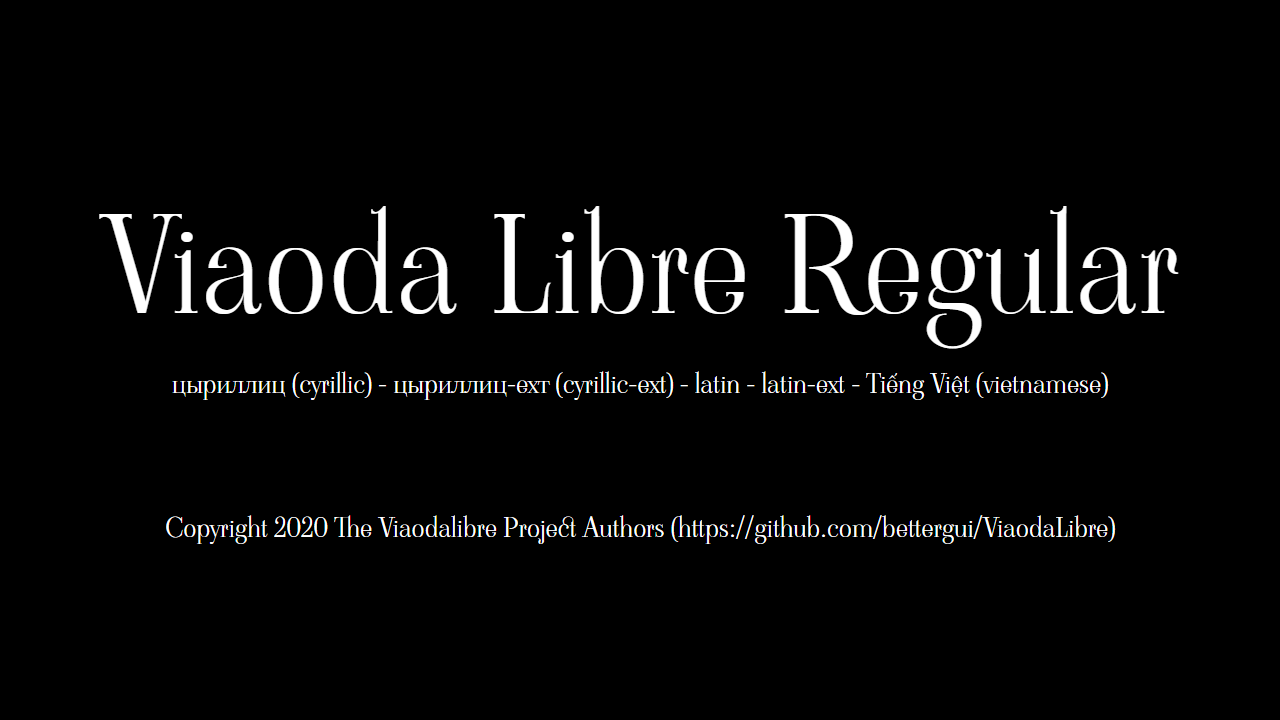 Viaoda Libre Regular
цыриллиц (cyrillic) - цыриллиц-ехт (cyrillic-ext) - latin - latin-ext - Tiếng Việt (vietnamese)
Copyright 2020 The Viaodalibre Project Authors (https://github.com/bettergui/ViaodaLibre)